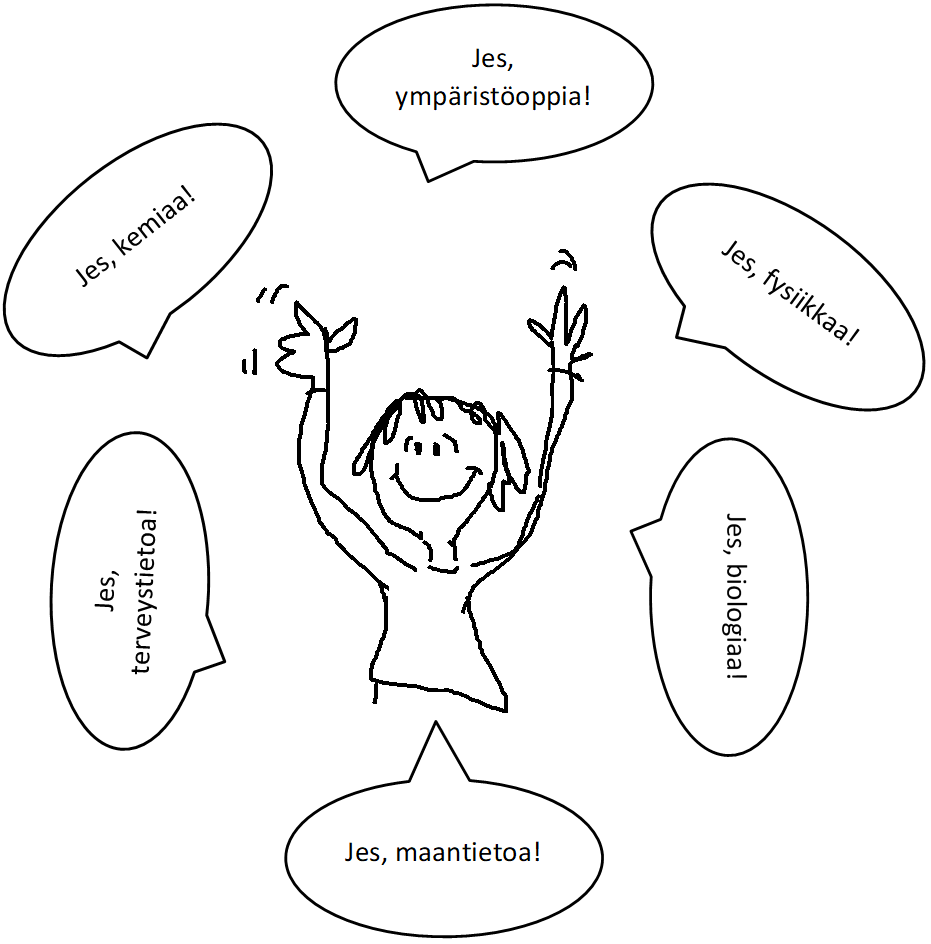 Jes,
ympäristöoppia!
Jes, fysiikkaa!
Jes, biologiaa!
Jes, maantietoa!
Jes,
terveystietoa!
Jes, kemiaa!